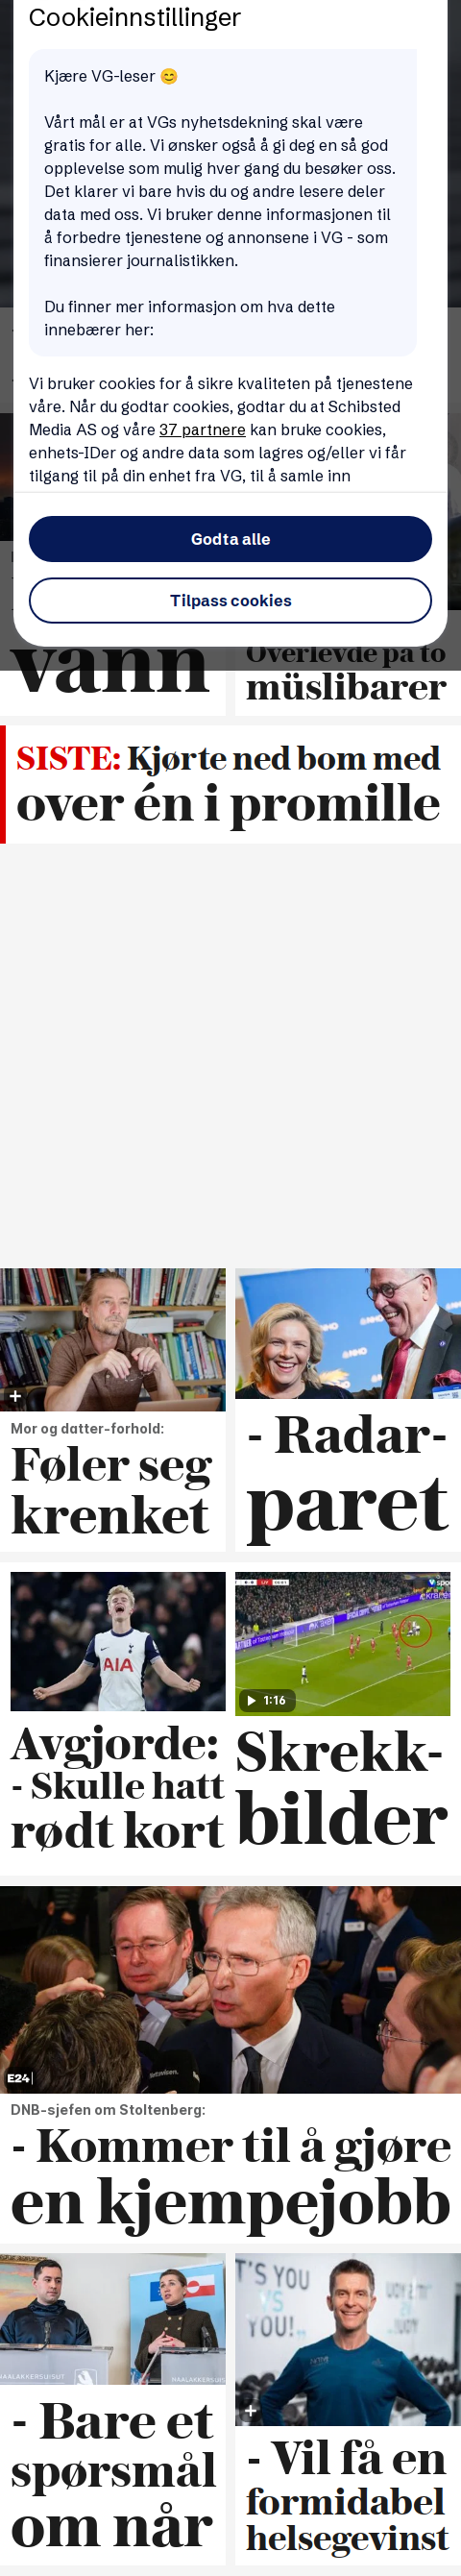 Cookieinnstillinger
Kjære VG-leser 😊
Vårt mål er at VGs nyhetsdekning skal være
gratis for alle. Vi ønsker også å gi deg en så god
opplevelse som mulig hver gang du besøker oss.
Det klarer vi bare hvis du og andre lesere deler
data med oss. Vi bruker denne informasjonen til
å forbedre tjenestene og annonsene i VG - som
finansierer journalistikken.
Du finner mer informasjon om hva dette
innebærer her:
Vi bruker cookies for å sikre kvaliteten på tjenestene
våre. Når du godtar cookies, godtar du at Schibsted
Media AS og våre 37 partnere kan bruke cookies,
enhets-IDer og andre data som lagres og/eller vi får
tilgang til på din enhet fra VG, til å samle inn
Godta alle
Tilpass cookies
vann
Overlevde på to
müslibarer
SISTE: Kjørte ned bom med
over én i promille
Mor og datter-forhold:
Føler seg
krenket
- Radar-
paret
AIA
1:16
Avgjorde:
- Skulle hatt
rødt kort
Skrekk-
bilder
E24
DNB-sjefen om Stoltenberg:
- Kommer til å gjøre
en kjempejobb
- Bare et
spørsmål
om når
- Vil få en
formidabel
helsegevinst